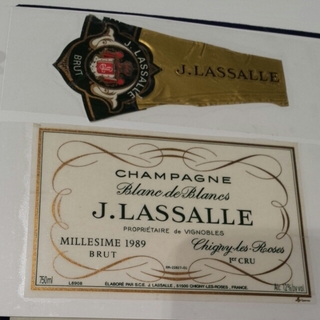 J. LASSALLE
BRUT
J. LASSALLE
CHAMPAGNE
Blanc de Blancs
J. LASSALLE
PROPRIÉTAIRE de VIGNOBLES
MILLESIME 1989
Chigny-les-Roses
BRUT
1er CRU
750ml
ÉLABORÉ PAR S.C.E. J. LASSALLE, 51500 CHIGNY-LES-ROSES, FRANCE